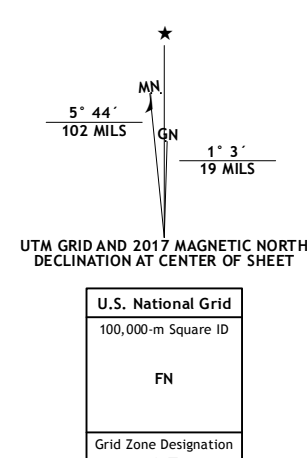 ★
MN
5° 44´
102 MILS
GN
1° 3´
19 MILS
UTM GRID AND 2017 MAGNETIC NORTH
DECLINATION AT CENTER OF SHEET
U.S. National Grid
100,000-m Square ID
FN
Grid Zone Designation